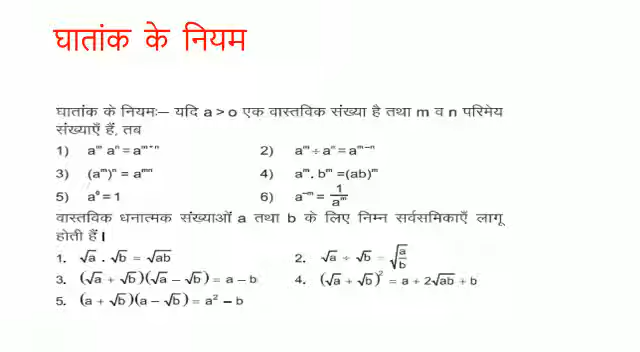 घातांक के नियम
घातांक के नियमः– यदि a > o एक वास्तविक संख्या है तथा m व n परिमेय
संख्याएँ हैं, तब
1) aᵐ aⁿ = aᵐ⁺ⁿ 2) aᵐ ÷ aⁿ = aᵐ⁻ⁿ
3) (aᵐ)ⁿ = aᵐⁿ 4) aᵐ. bᵐ =(ab)ᵐ
5) a⁰ = 1 6) a⁻ᵐ = 1/aᵐ
वास्तविक धनात्मक संख्याओं a तथा b के लिए निम्न सर्वसमिकाएँ लागू
होती हैं।
1. √a . √b = √ab 2. √a ÷ √b = √(a/b)
3. (√a + √b)(√a – √b) = a – b 4. (√a + √b)² = a + 2√ab + b
5. (a + √b)(a – √b) = a² – b